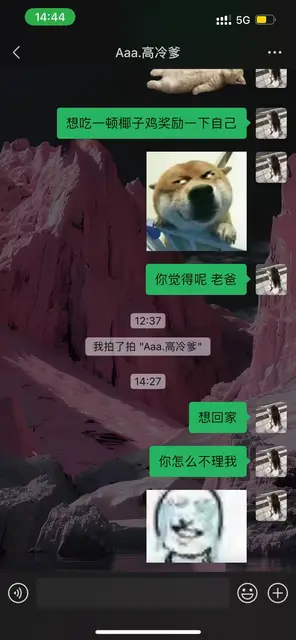 14:44
5G
Aaa.高冷爹
想吃一顿椰子鸡奖励一下自己
你觉得呢 老爸
12:37
我拍了拍 "Aaa.高冷爹"
14:27
想回家
你怎么不理我